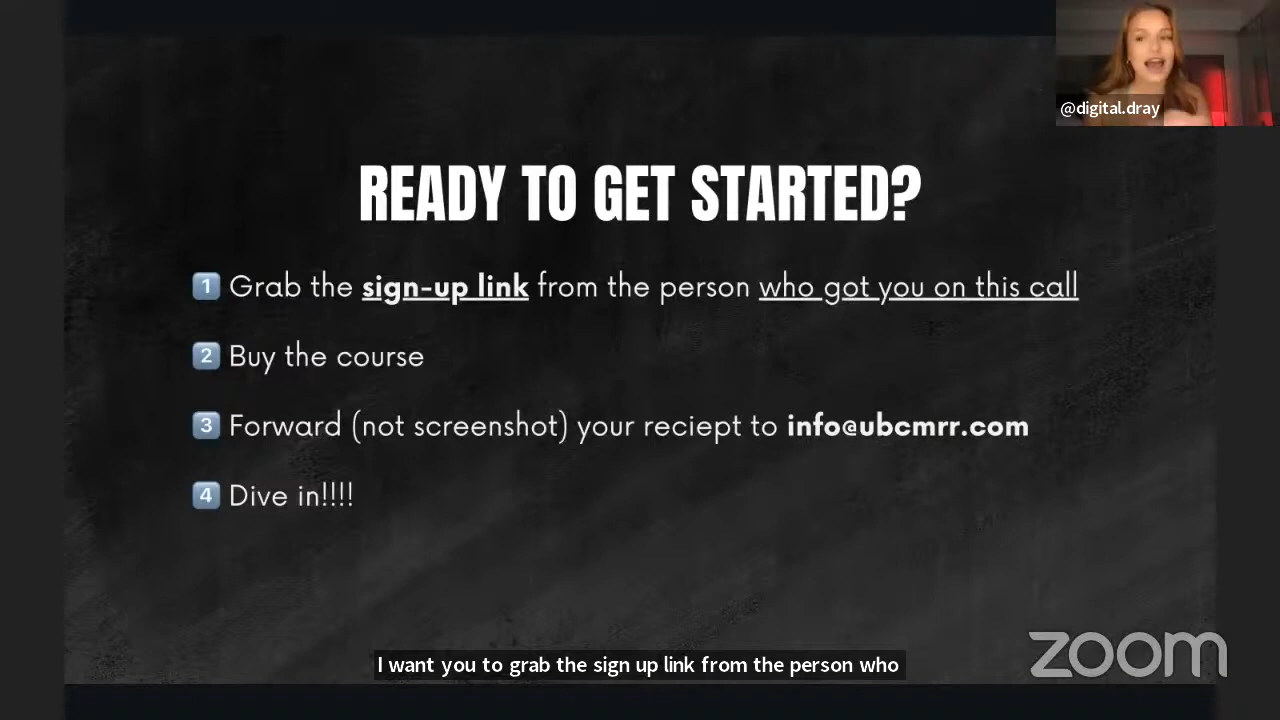 @digital.dray
READY TO GET STARTED?
1 Grab the sign-up link from the person who got you on this call
2 Buy the course
3 Forward (not screenshot) your reciept to info@ubcmrr.com
4 Dive in!!!!
I want you to grab the sign up link from the person who
zoom